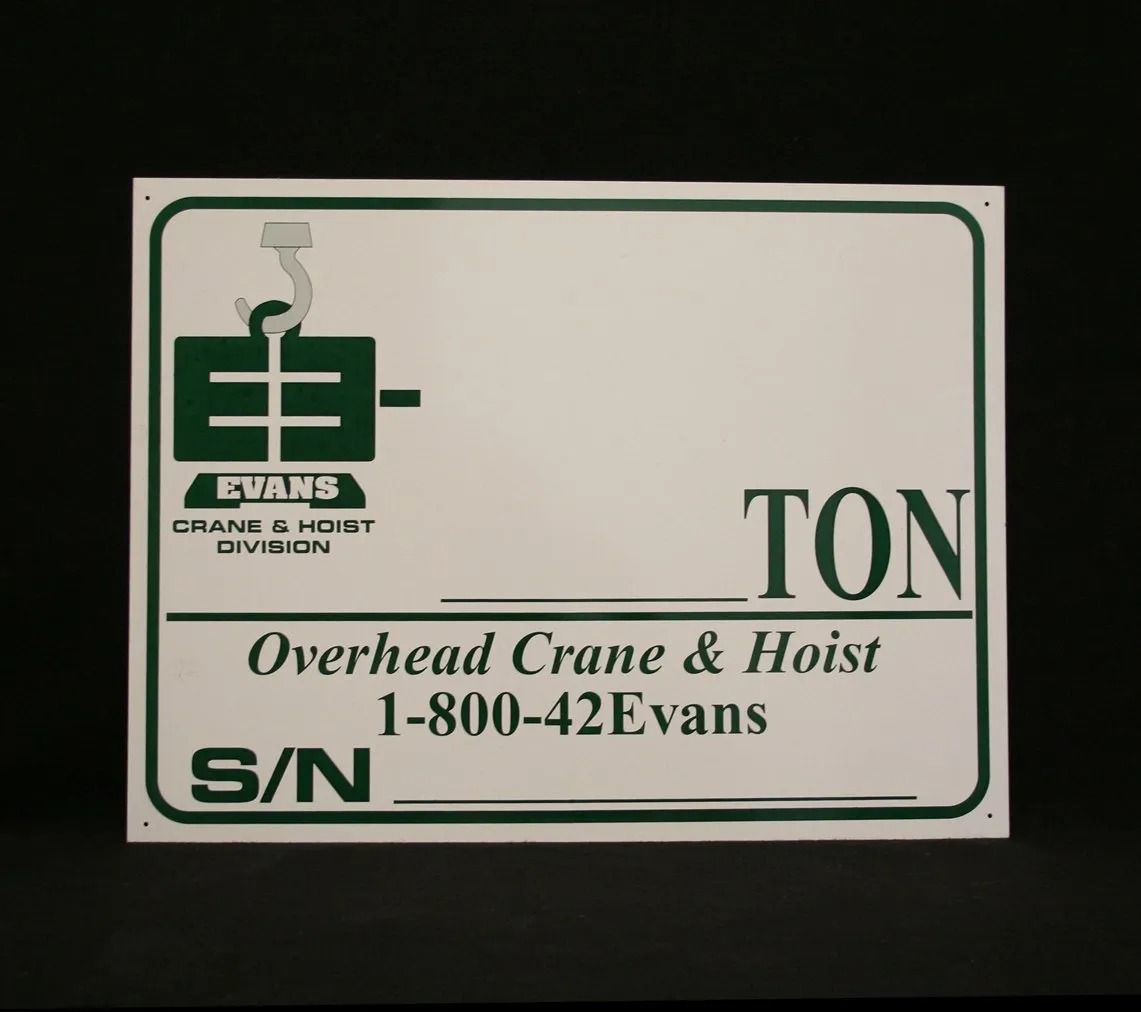 EVANS
CRANE & HOIST
DIVISION
TON
Overhead Crane & Hoist
1-800-42Evans
S/N